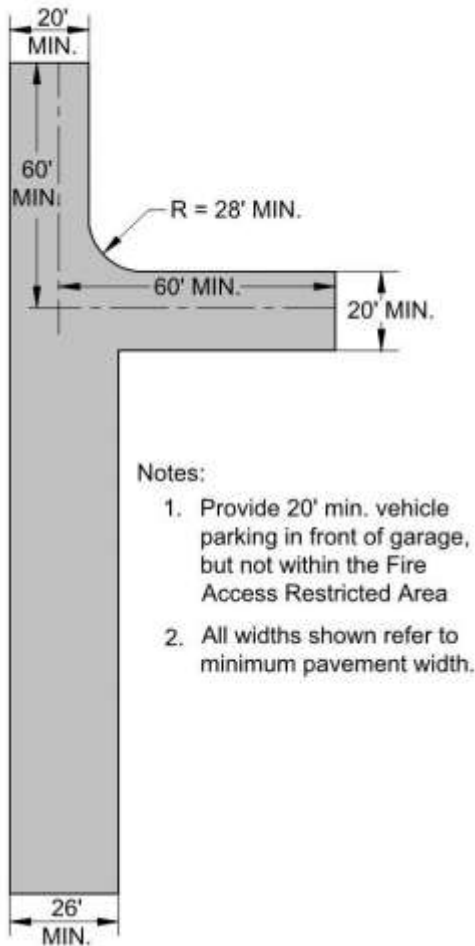 20'
MIN.
60'
MIN.
R = 28' MIN.
60' MIN.
20' MIN.
Notes:
1. Provide 20' min. vehicle
parking in front of garage,
but not within the Fire
Access Restricted Area
2. All widths shown refer to
minimum pavement width.
26'
MIN.